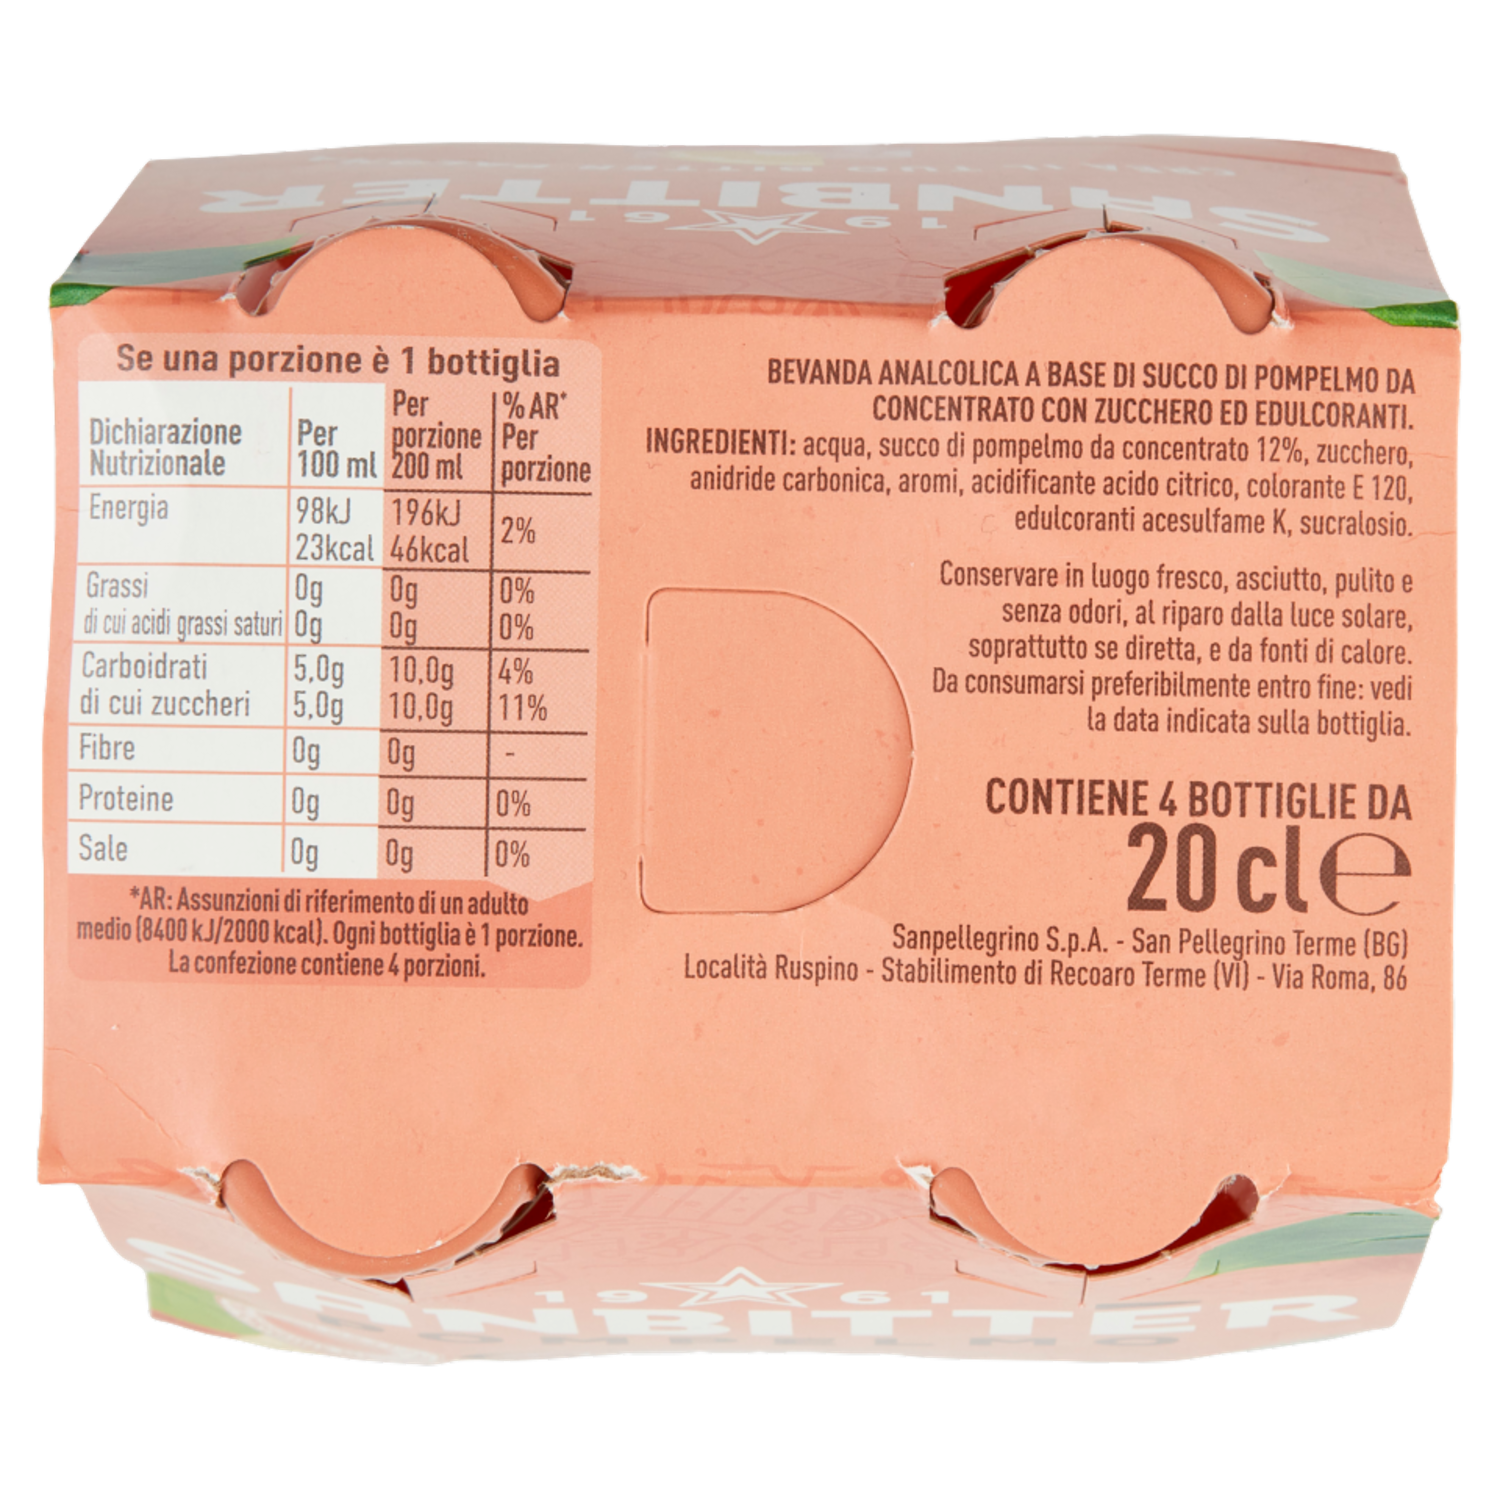 SANBITTER
1961
Se una porzione è 1 bottiglia
Dichiarazione Nutrizionale Per 100 ml Per porzione 200 ml % AR* Per porzione
Energia 98kJ 196kJ 2%
23kcal 46kcal
Grassi 0g 0g 0%
di cui acidi grassi saturi 0g 0g 0%
Carboidrati 5,0g 10,0g 4%
di cui zuccheri 5,0g 10,0g 11%
Fibre 0g 0g -
Proteine 0g 0g 0%
Sale 0g 0g 0%
*AR: Assunzioni di riferimento di un adulto
medio (8400 kJ/2000 kcal). Ogni bottiglia è 1 porzione.
La confezione contiene 4 porzioni.
BEVANDA ANALCOLICA A BASE DI SUCCO DI POMPELMO DA
CONCENTRATO CON ZUCCHERO ED EDULCORANTI.
INGREDIENTI: acqua, succo di pompelmo da concentrato 12%, zucchero,
anidride carbonica, aromi, acidificante acido citrico, colorante E 120,
edulcoranti acesulfame K, sucralosio.
Conservare in luogo fresco, asciutto, pulito e
senza odori, al riparo dalla luce solare,
soprattutto se diretta, e da fonti di calore.
Da consumarsi preferibilmente entro fine: vedi
la data indicata sulla bottiglia.
CONTIENE 4 BOTTIGLIE DA
20 cl e
Sanpellegrino S.p.A. - San Pellegrino Terme (BG)
Località Ruspino - Stabilimento di Recoaro Terme (VI) - Via Roma, 86
1961
SANBITTER
POMPELMO